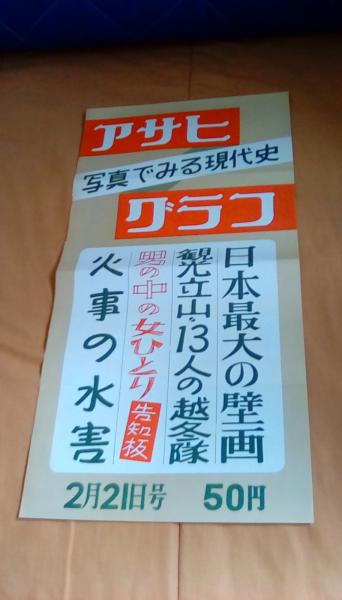 アサヒ
写真でみる現代史
グラフ
日本最大の壁画
観光立山・13人の越冬隊
男の中の女ひとり 告知板
火事の水害
2月21日号 50円